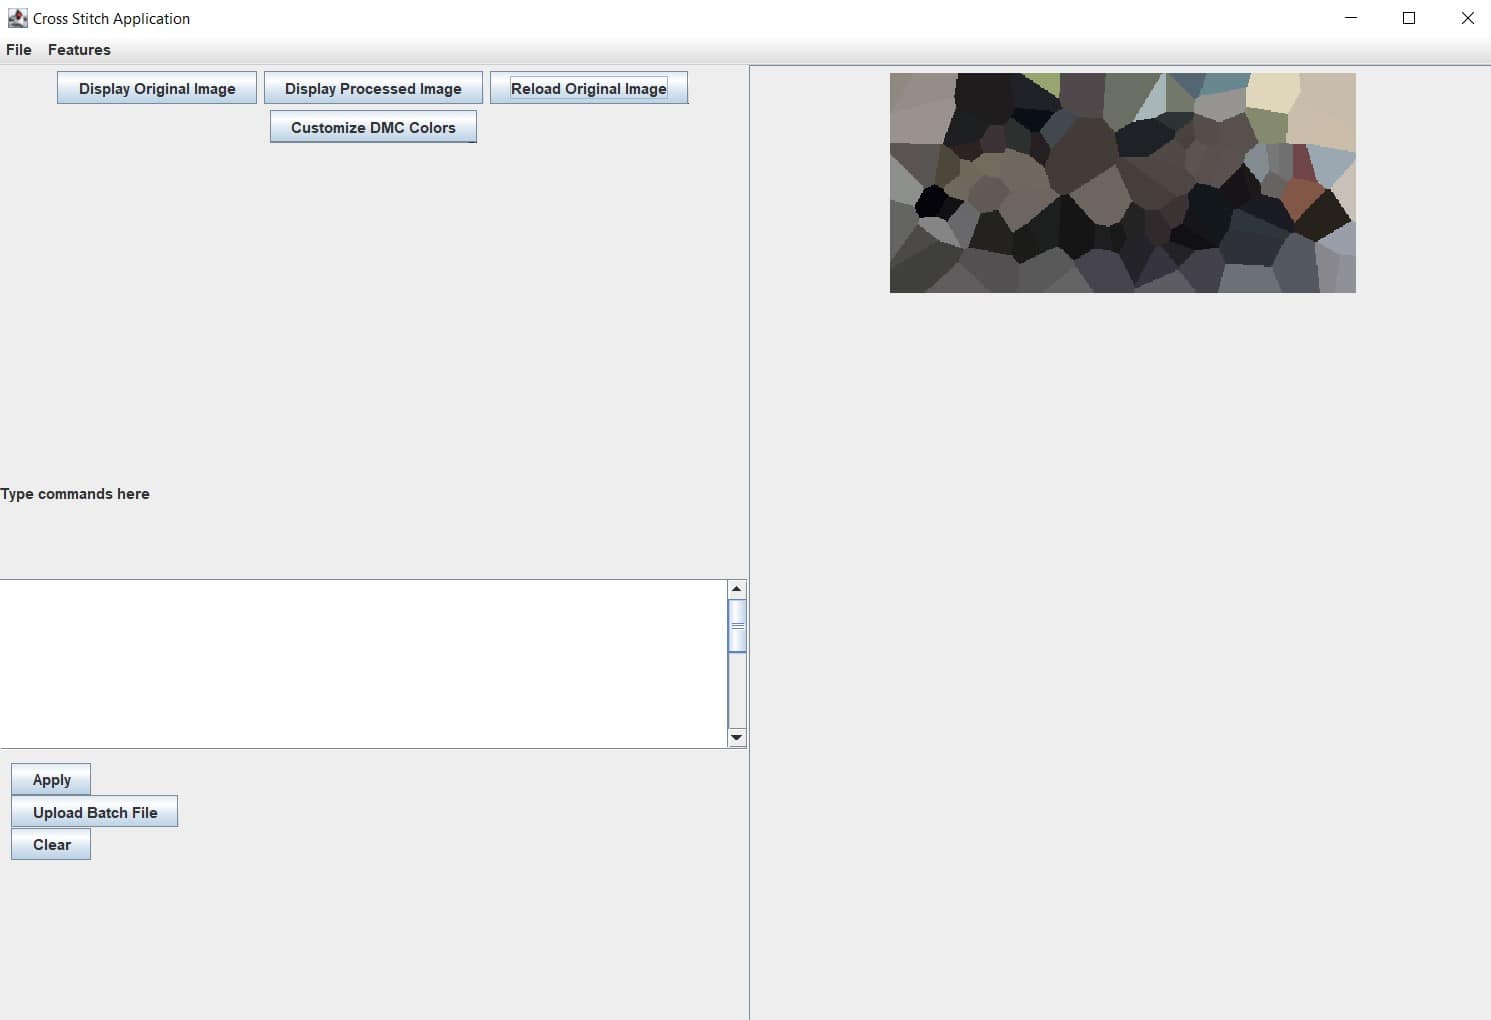 Cross Stitch Application
File Features
Display Original Image Display Processed Image Reload Original Image
Customize DMC Colors
Type commands here
Apply
Upload Batch File
Clear